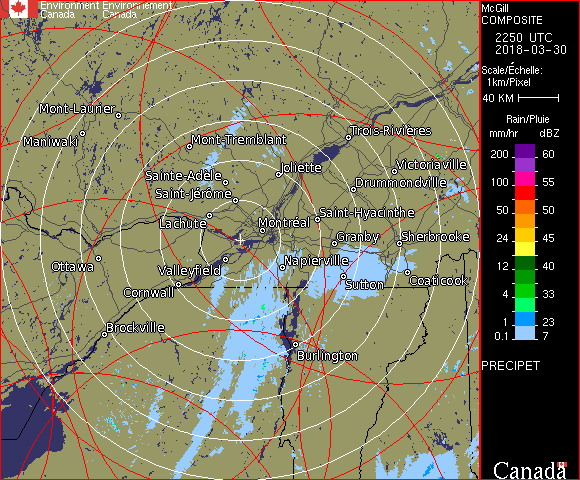 Environment Environnement
Canada Canada
McGill
COMPOSITE
2250 UTC
2018-03-30
Scale/Échelle:
1km/Pixel
40 KM
Rain/Pluie
mm/hr dBZ
200 60
100 55
50 50
24 45
12 40
4 33
1 23
0.1 7
PRECIPET
Canada
Mont-Laurier
Maniwaki
Mont-Tremblant
Trois-Rivières
Sainte-Adèle
Joliette
Victoriaville
Saint-Jérôme
Drummondville
Lachute
Montréal
Saint-Hyacinthe
Granby
Sherbrooke
Ottawa
Valleyfield
Napierville
Cornwall
Sutton
Coaticook
Brockville
Burlington